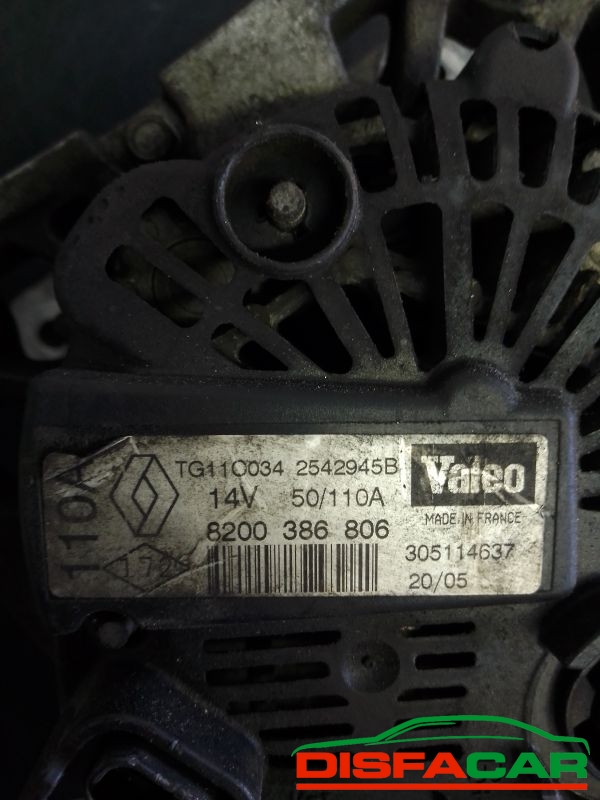 110A
TG11C034 2542945B
14V 50/110A
8200 386 806
Valeo
MADE IN FRANCE
305114637
20/05
DISFACAR